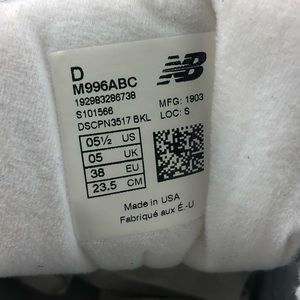 D
M996ABC
192983286738
S101566
DSCPN3517 BKL
NB
MFG: 1903
LOC: S
05½ US
05 UK
38 EU
23.5 CM
Made in USA
Fabriqué aux É.-U.